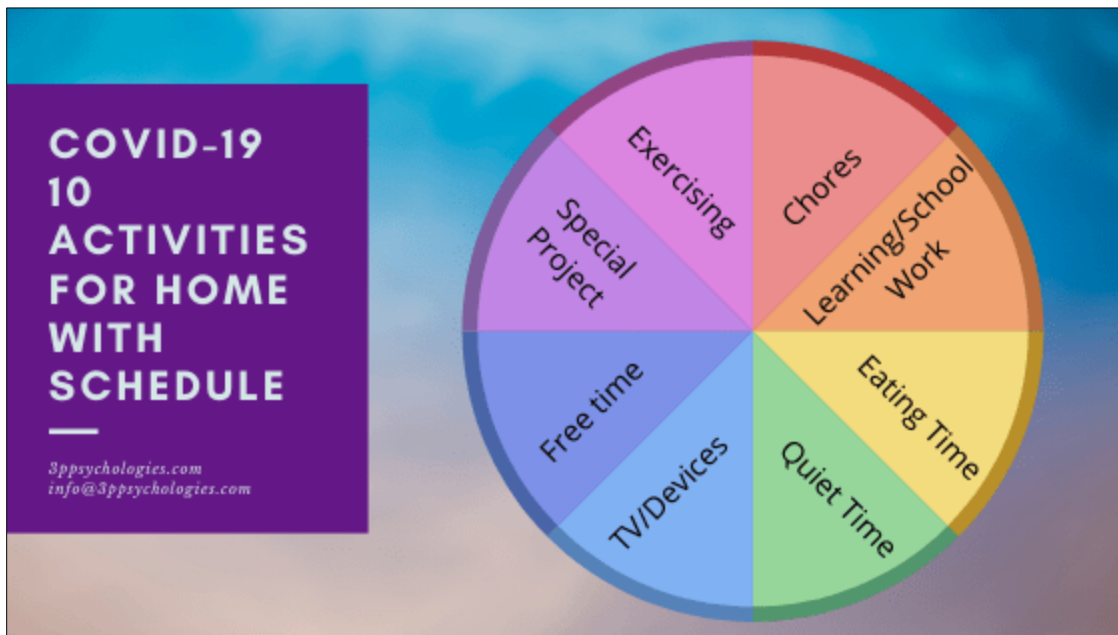 COVID-19
10
ACTIVITIES
FOR HOME
WITH
SCHEDULE
3ppsychologies.com
info@3ppsychologies.com
Exercising
Chores
Learning/School
Work
Eating Time
Quiet Time
TV/Devices
Free time
Special
Project